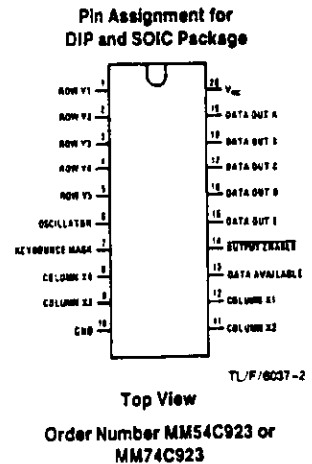 Pin Assignment for
DIP and SOIC Package
ROW Y1 1
20 VCC
ROW Y2 2
19 DATA OUT A
ROW Y3 3
18 DATA OUT B
ROW Y4 4
17 DATA OUT C
ROW Y5 5
16 DATA OUT D
OSCILLATOR 6
15 DATA OUT E
KEYBOUNCE MASK 7
14 OUTPUT ENABLE
COLUMN X4 8
13 DATA AVAILABLE
COLUMN X3 9
12 COLUMN X1
GND 10
11 COLUMN X2
TL/F/6037-2
Top View
Order Number MM54C923 or
MM74C923